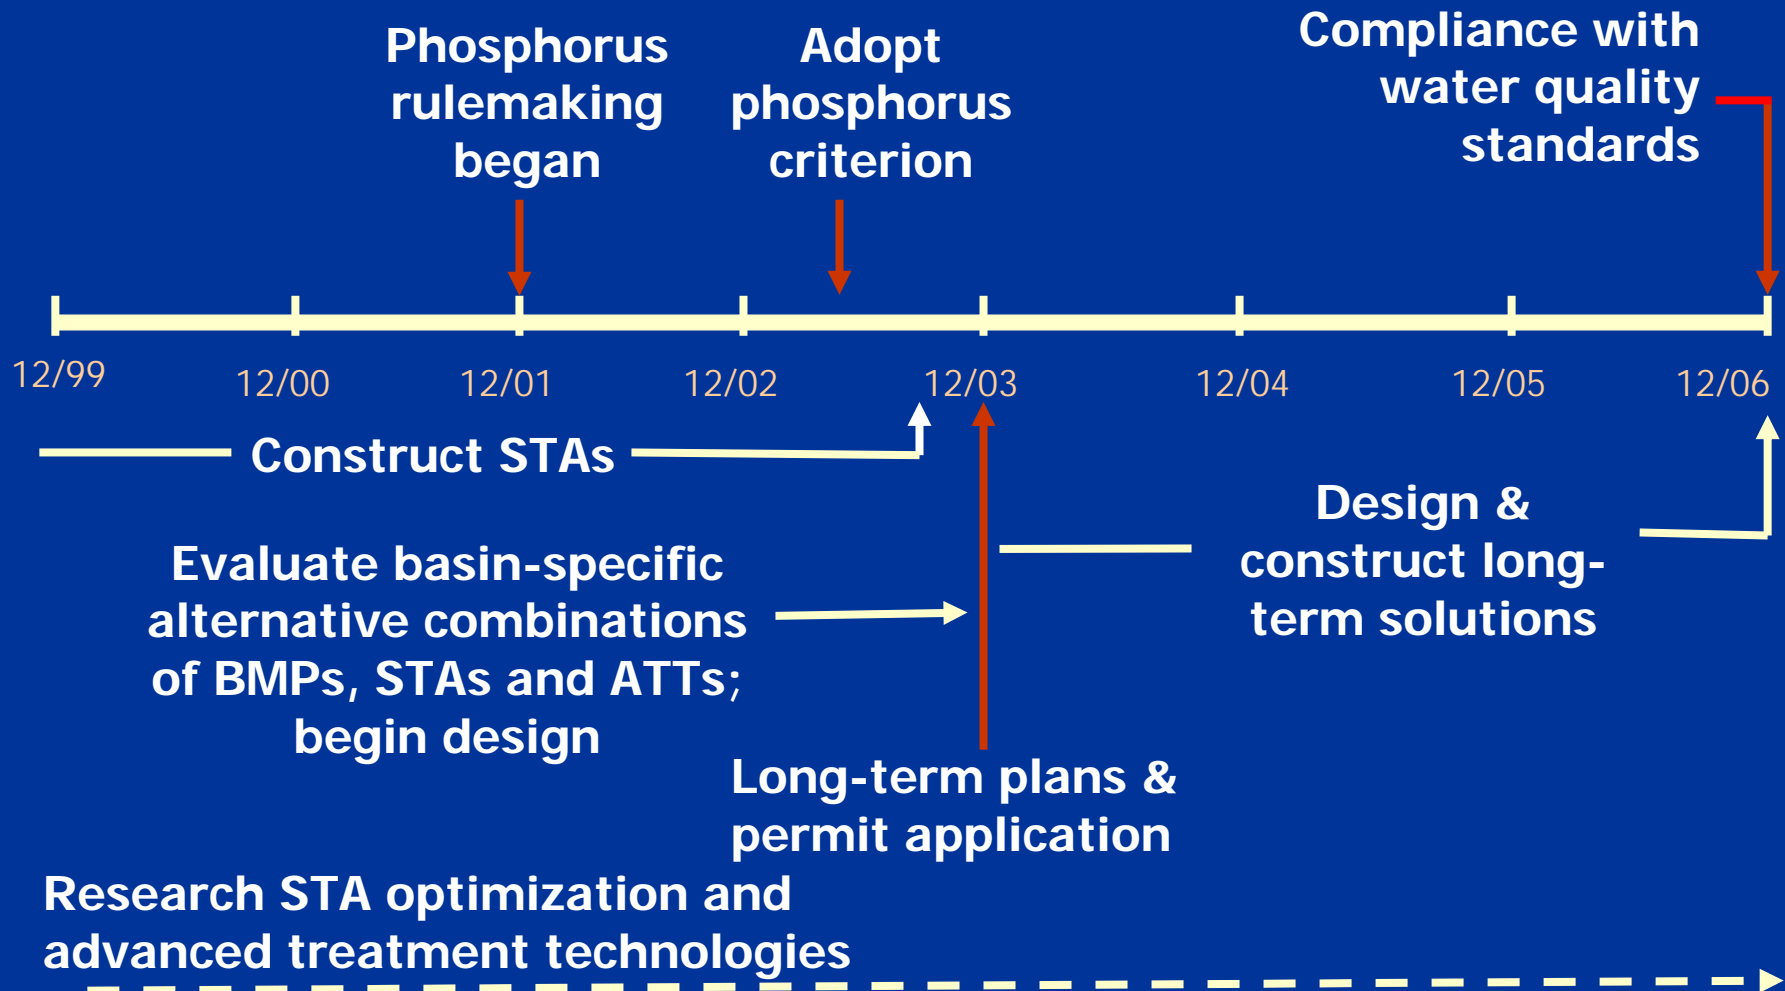 Phosphorus
rulemaking
began
Adopt
phosphorus
criterion
Compliance with
water quality
standards
12/99
12/00
12/01
12/02
12/03
12/04
12/05
12/06
Construct STAs
Evaluate basin-specific
alternative combinations
of BMPs, STAs and ATTs;
begin design
Design &
construct long-
term solutions
Long-term plans &
permit application
Research STA optimization and
advanced treatment technologies